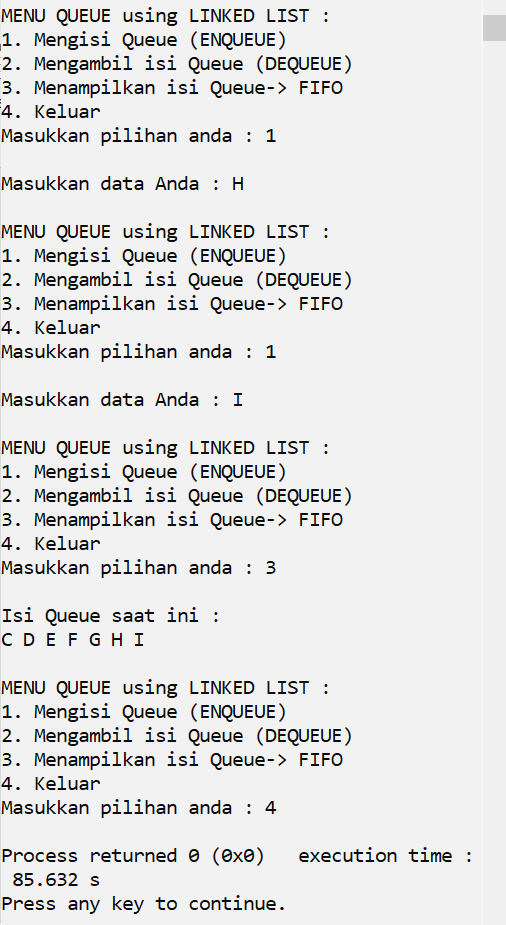 MENU QUEUE using LINKED LIST :
1. Mengisi Queue (ENQUEUE)
2. Mengambil isi Queue (DEQUEUE)
3. Menampilkan isi Queue-> FIFO
4. Keluar
Masukkan pilihan anda : 1

Masukkan data Anda : H

MENU QUEUE using LINKED LIST :
1. Mengisi Queue (ENQUEUE)
2. Mengambil isi Queue (DEQUEUE)
3. Menampilkan isi Queue-> FIFO
4. Keluar
Masukkan pilihan anda : 1

Masukkan data Anda : I

MENU QUEUE using LINKED LIST :
1. Mengisi Queue (ENQUEUE)
2. Mengambil isi Queue (DEQUEUE)
3. Menampilkan isi Queue-> FIFO
4. Keluar
Masukkan pilihan anda : 3

Isi Queue saat ini :
C D E F G H I

MENU QUEUE using LINKED LIST :
1. Mengisi Queue (ENQUEUE)
2. Mengambil isi Queue (DEQUEUE)
3. Menampilkan isi Queue-> FIFO
4. Keluar
Masukkan pilihan anda : 4

Process returned 0 (0x0)   execution time :
 85.632 s
Press any key to continue.